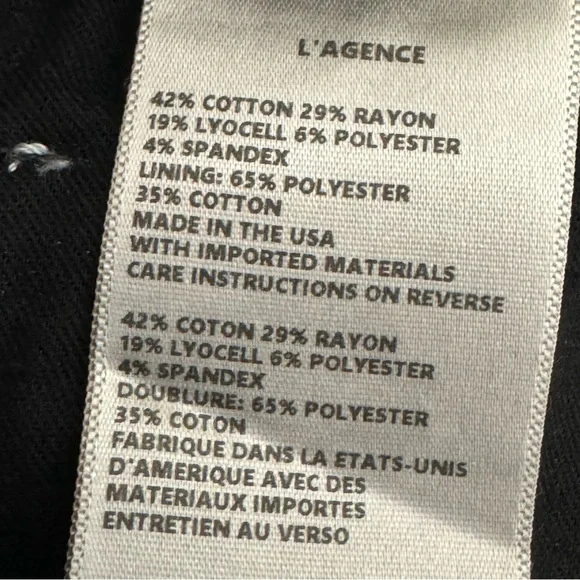 L'AGENCE
42% COTTON 29% RAYON
19% LYOCELL 6% POLYESTER
4% SPANDEX
LINING: 65% POLYESTER
35% COTTON
MADE IN THE USA
WITH IMPORTED MATERIALS
CARE INSTRUCTIONS ON REVERSE
42% COTON 29% RAYON
19% LYOCELL 6% POLYESTER
4% SPANDEX
DOUBLURE: 65% POLYESTER
35% COTON
FABRIQUE DANS LA ETATS-UNIS
D'AMERIQUE AVEC DES
MATERIAUX IMPORTES
ENTRETIEN AU VERSO